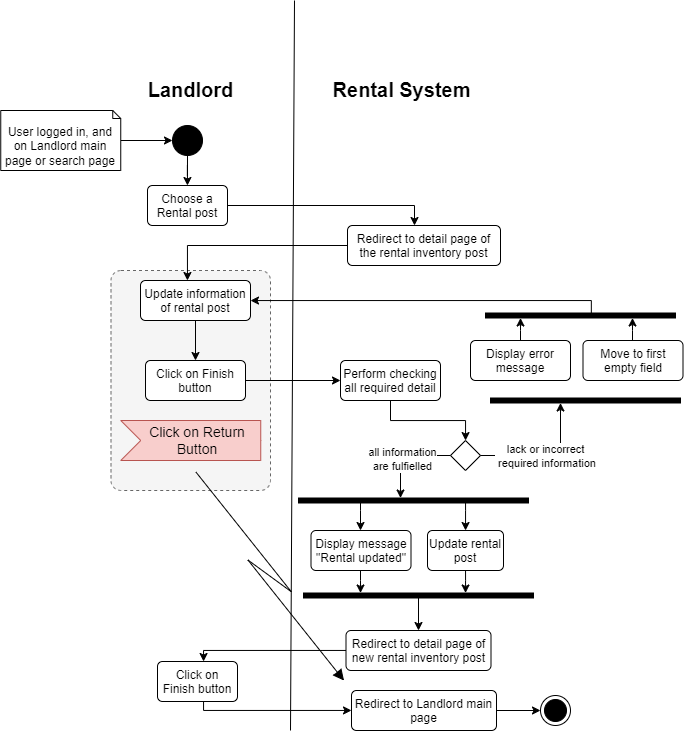 Landlord
Rental System
User logged in, and
on Landlord main
page or search page
Choose a
Rental post
Redirect to detail page of
the rental inventory post
Update information
of rental post
Display error
message
Move to first
empty field
Click on Finish
button
Perform checking
all required detail
Click on Return
Button
all information
are fulfielled
lack or incorrect
required information
Display message
"Rental updated"
Update rental
post
Redirect to detail page of
new rental inventory post
Click on
Finish button
Redirect to Landlord main
page